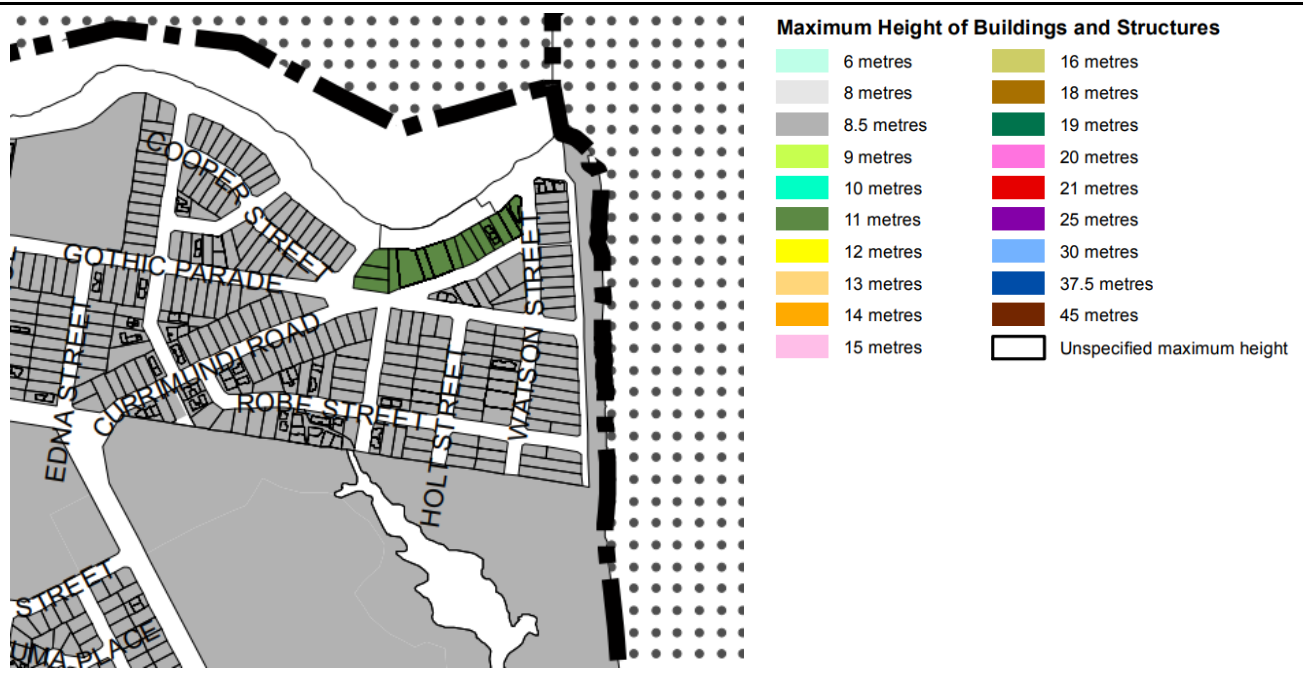 Maximum Height of Buildings and Structures
6 metres
8 metres
8.5 metres
9 metres
10 metres
11 metres
12 metres
13 metres
14 metres
15 metres
16 metres
18 metres
19 metres
20 metres
21 metres
25 metres
30 metres
37.5 metres
45 metres
Unspecified maximum height
COOPER STREET
GOTHIC PARADE
EDNA STREET
CURRIMUNDI ROAD
ROBE STREET
HOLT STREET
WATSON STREET
STREET
UMA PLACE